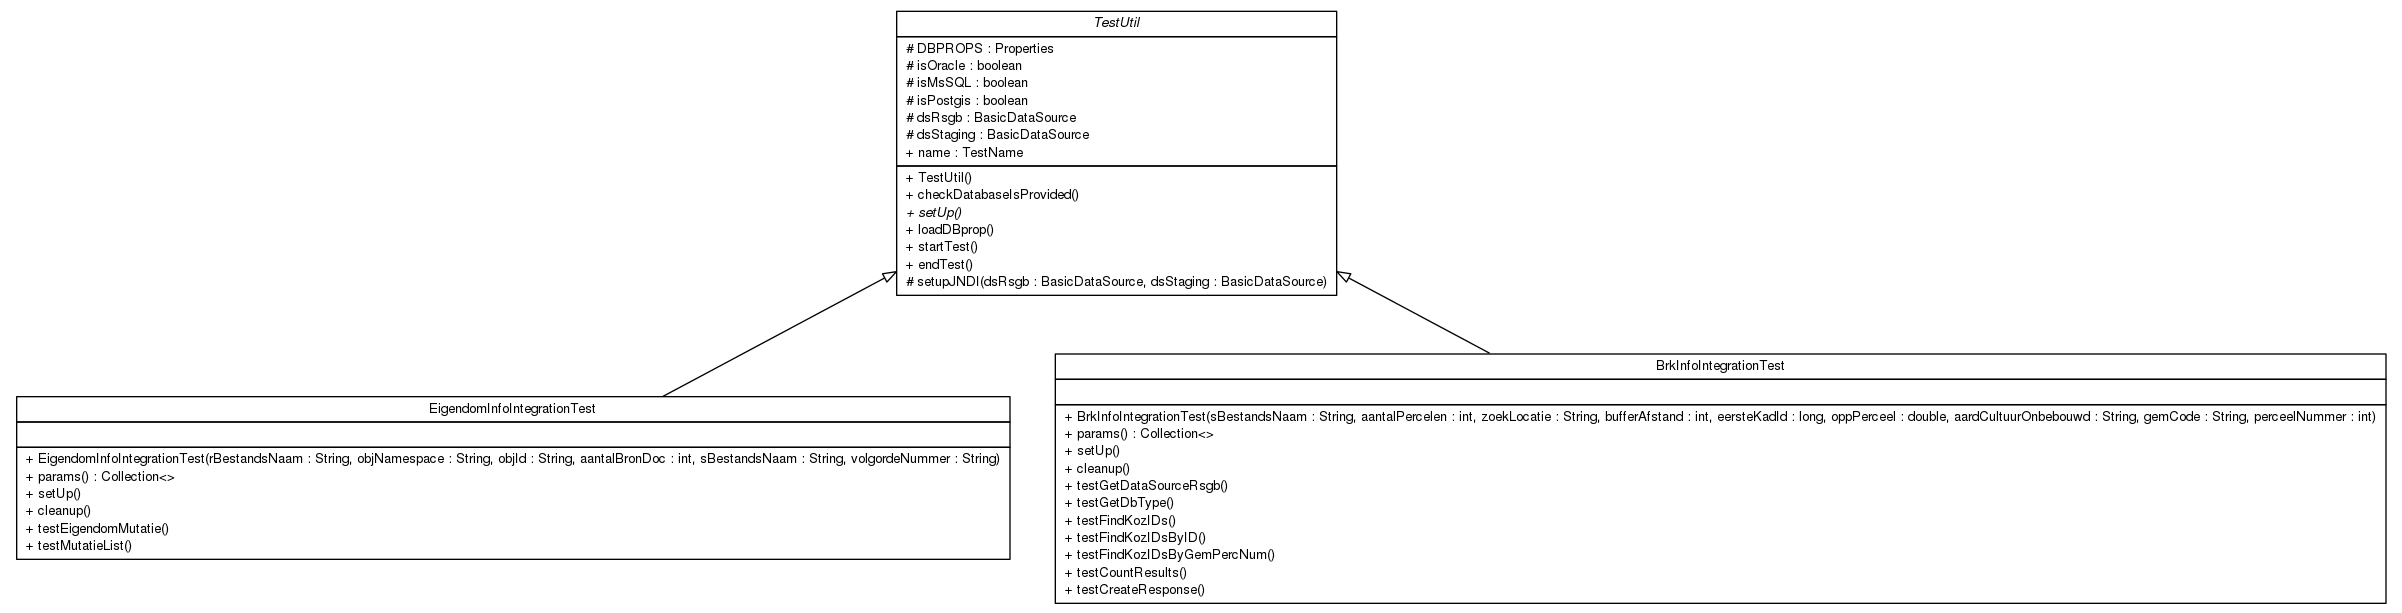 TestUtil
# DBPROPS : Properties
# isOracle : boolean
# isMsSQL : boolean
# isPostgis : boolean
# dsRsgb : BasicDataSource
# dsStaging : BasicDataSource
+ name : TestName
+ TestUtil()
+ checkDatabaseIsProvided()
+ setUp()
+ loadDBprop()
+ startTest()
+ endTest()
# setupJNDI(dsRsgb : BasicDataSource, dsStaging : BasicDataSource)
EigendomInfoIntegrationTest
+ EigendomInfoIntegrationTest(rBestandsNaam : String, objNamespace : String, objId : String, aantalBronDoc : int, sBestandsNaam : String, volgordeNummer : String)
+ params() : Collection<>
+ setUp()
+ cleanup()
+ testEigendomMutatie()
+ testMutatieList()
BrkInfoIntegrationTest
+ BrkInfoIntegrationTest(sBestandsNaam : String, aantalPercelen : int, zoekLocatie : String, bufferAfstand : int, eersteKadId : long, oppPerceel : double, aardCultuurOnbebouwd : String, gemCode : String, perceelNummer : int)
+ params() : Collection<>
+ setUp()
+ cleanup()
+ testGetDataSourceRsgb()
+ testGetDbType()
+ testFindKozIDs()
+ testFindKozIDsByID()
+ testFindKozIDsByGemPercNum()
+ testCountResults()
+ testCreateResponse()